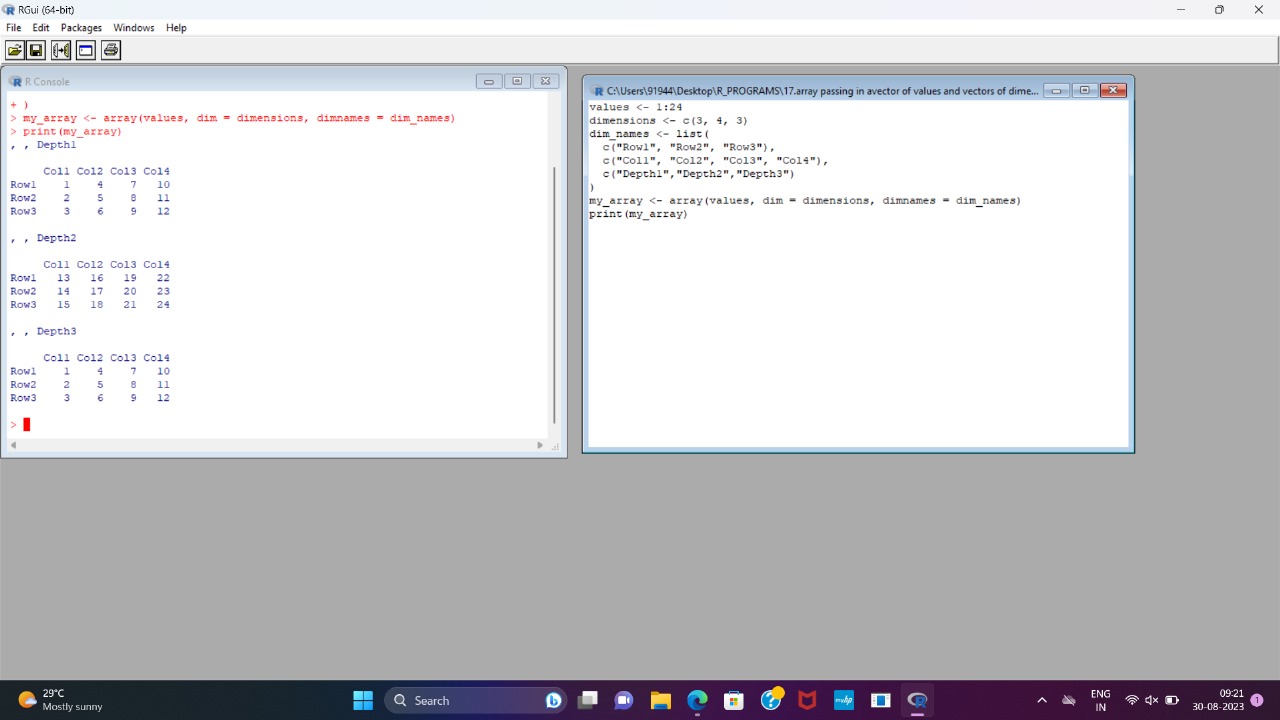 RGui (64-bit)
File Edit Packages Windows Help
R Console
+ )
> my_array <- array(values, dim = dimensions, dimnames = dim_names)
> print(my_array)
, , Depth1
Col1 Col2 Col3 Col4
Row1 1 4 7 10
Row2 2 5 8 11
Row3 3 6 9 12
, , Depth2
Col1 Col2 Col3 Col4
Row1 13 16 19 22
Row2 14 17 20 23
Row3 15 18 21 24
, , Depth3
Col1 Col2 Col3 Col4
Row1 1 4 7 10
Row2 2 5 8 11
Row3 3 6 9 12
>
C:\Users\91944\Desktop\R_PROGRAMS\17.array passing in avector of values and vectors of dime...
values <- 1:24
dimensions <- c(3, 4, 3)
dim_names <- list(
c("Row1", "Row2", "Row3"),
c("Col1", "Col2", "Col3", "Col4"),
c("Depth1","Depth2","Depth3")
)
my_array <- array(values, dim = dimensions, dimnames = dim_names)
print(my_array)
29°C
Mostly sunny
Search
myhp
ENG
IN
09:21
30-08-2023
1